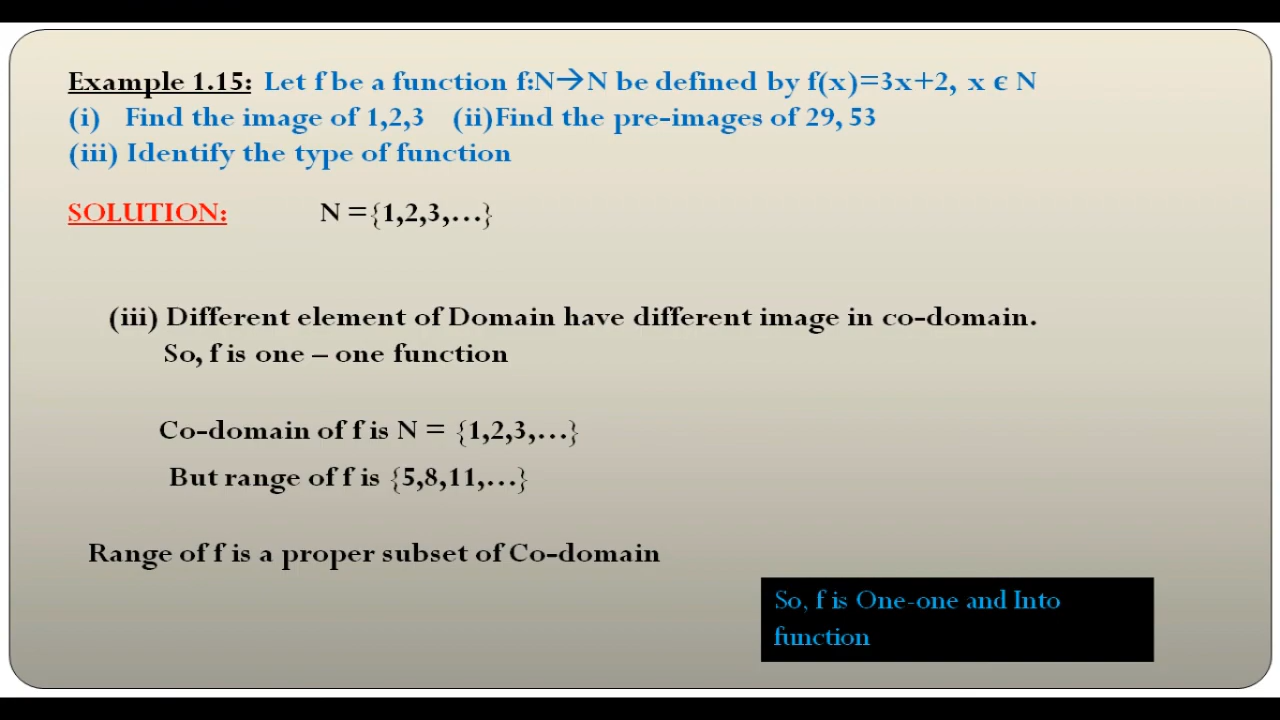 Example 1.15: Let f be a function f:N→N be defined by f(x)=3x+2, x є N
(i) Find the image of 1,2,3 (ii)Find the pre-images of 29, 53
(iii) Identify the type of function
SOLUTION: N ={1,2,3,…}
(iii) Different element of Domain have different image in co-domain.
So, f is one – one function
Co-domain of f is N = {1,2,3,…}
But range of f is {5,8,11,…}
Range of f is a proper subset of Co-domain
So, f is One-one and Into
function